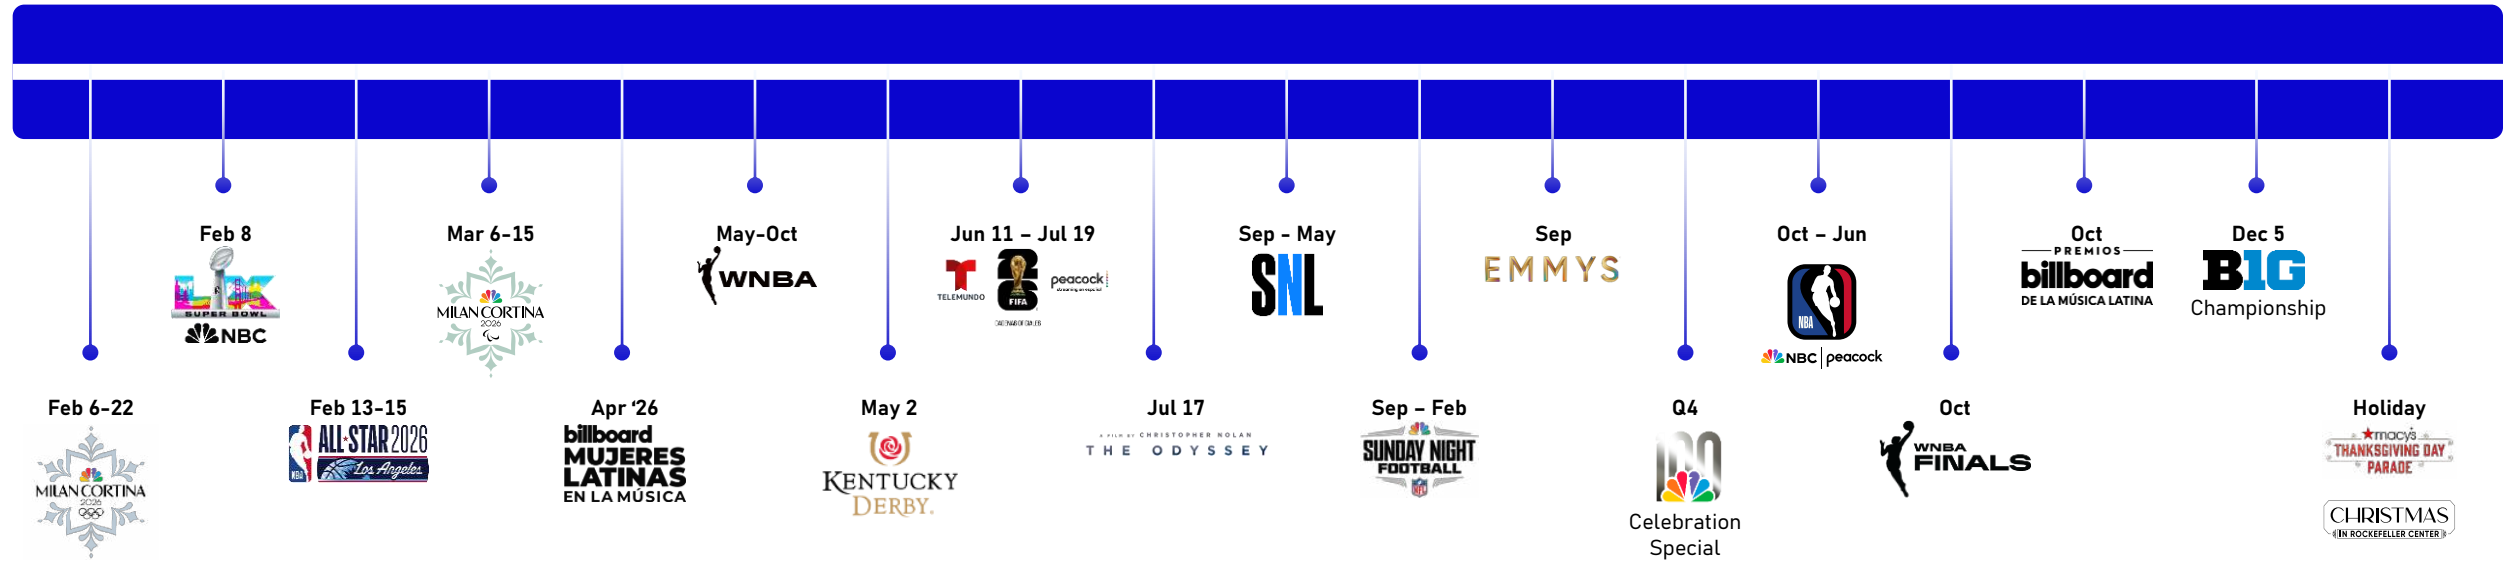 Feb 6-22
MILAN CORTINA
2026
Feb 8
SUPER BOWL
NBC
Feb 13-15
NBA
ALL★STAR 2026
Los Angeles
Mar 6-15
MILAN CORTINA
2026
Apr ‘26
billboard
MUJERES
LATINAS
EN LA MÚSICA
May-Oct
WNBA
May 2
KENTUCKY
DERBY.
Jun 11 – Jul 19
TELEMUNDO
FIFA
peacock
Jul 17
A FILM BY CHRISTOPHER NOLAN
THE ODYSSEY
Sep - May
SNL
Sep – Feb
SUNDAY NIGHT
FOOTBALL
NFL
Sep
EMMYS
Q4
100
Celebration
Special
Oct – Jun
NBA
NBC | peacock
Oct
WNBA
FINALS
Oct
PREMIOS
billboard
DE LA MÚSICA LATINA
Dec 5
B1G
Championship
Holiday
★macy's
THANKSGIVING DAY
PARADE
CHRISTMAS
IN ROCKEFELLER CENTER